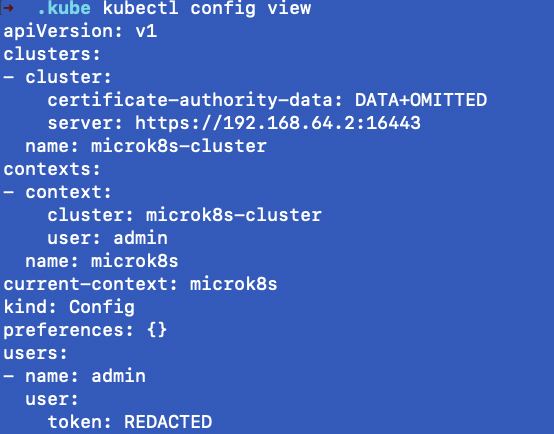 → .kube kubectl config view
apiVersion: v1
clusters:
- cluster:
    certificate-authority-data: DATA+OMITTED
    server: https://192.168.64.2:16443
  name: microk8s-cluster
contexts:
- context:
    cluster: microk8s-cluster
    user: admin
  name: microk8s
current-context: microk8s
kind: Config
preferences: {}
users:
- name: admin
  user:
    token: REDACTED